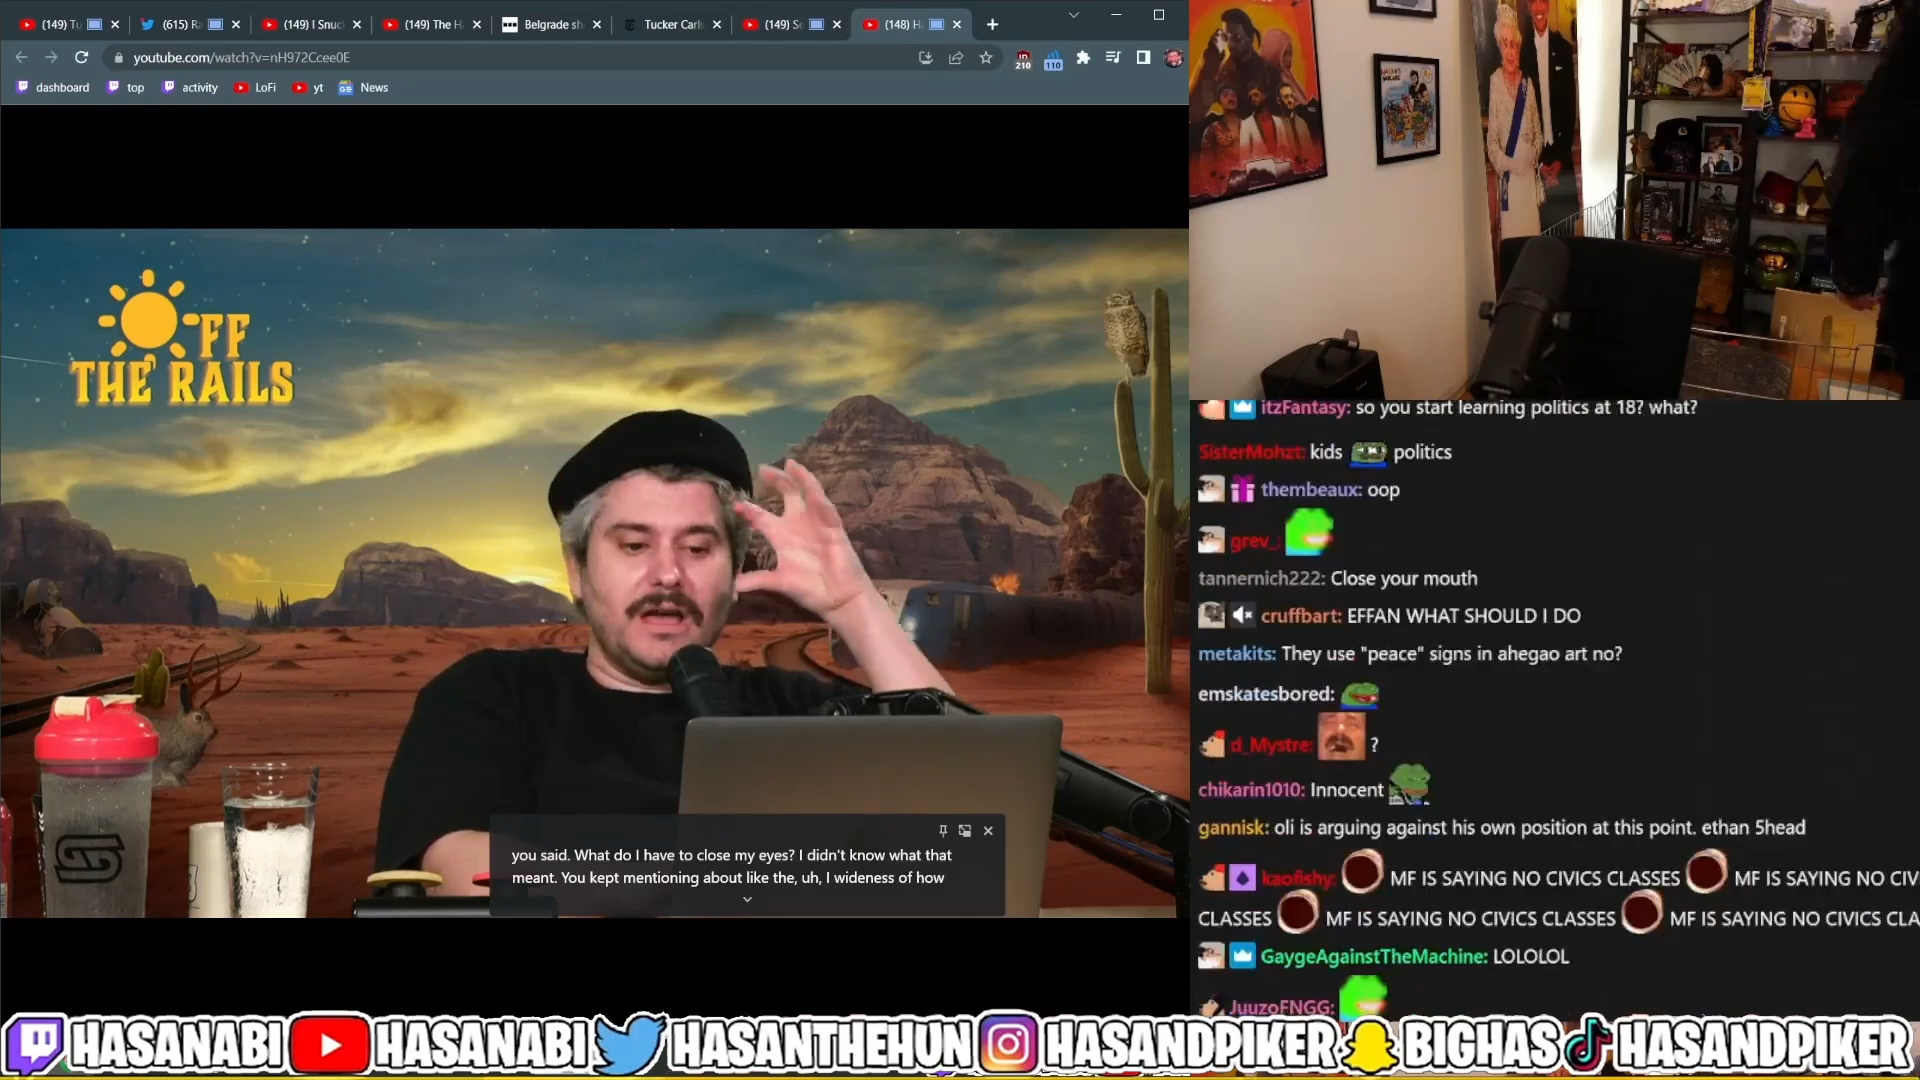 (149) Tu
(615) Ra
(149) I Snuc
(149) The H
Belgrade sh
Tucker Carls
(149) Se
(148) Ha
youtube.com/watch?v=nH972Ccee0E
210
110
dashboard
top
activity
LoFi
yt
News
OFF
THE RAILS
you said. What do I have to close my eyes? I didn't know what that
meant. You kept mentioning about like the, uh, I wideness of how
itzFantasy: so you start learning politics at 18? what?
SisterMohzt: kids politics
thembeaux: oop
grev_:
tannernich222: Close your mouth
cruffbart: EFFAN WHAT SHOULD I DO
metakits: They use "peace" signs in ahegao art no?
emskatesbored:
d_Mystre: ?
chikarin1010: Innocent
gannisk: oli is arguing against his own position at this point. ethan 5head
kaofishy: MF IS SAYING NO CIVICS CLASSES MF IS SAYING NO CIV
CLASSES MF IS SAYING NO CIVICS CLASSES MF IS SAYING NO CIVICS CLA
GaygeAgainstTheMachine: LOLOLOL
JuuzoFNGG:
HASANABI HASANABI HASANTHEHUN HASANDPIKER BIGHAS HASANDPIKER